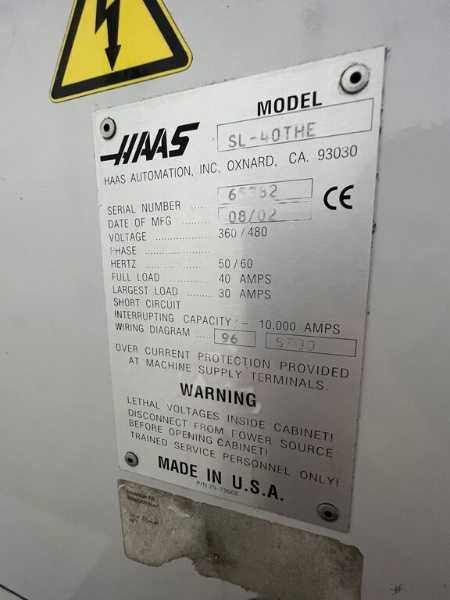 MODEL
HAAS
SL-40THE
HAAS AUTOMATION, INC. OXNARD, CA. 93030
SERIAL NUMBER
DATE OF MFG 08/02
CE
VOLTAGE 360/480
PHASE
HERTZ 50/60
FULL LOAD 40 AMPS
LARGEST LOAD 30 AMPS
SHORT CIRCUIT
INTERRUPTING CAPACITY 10,000 AMPS
WIRING DIAGRAM 96
OVER CURRENT PROTECTION PROVIDED
AT MACHINE SUPPLY TERMINALS.
WARNING
LETHAL VOLTAGES INSIDE CABINET!
DISCONNECT FROM POWER SOURCE
BEFORE OPENING CABINET!
TRAINED SERVICE PERSONNEL ONLY!
MADE IN U.S.A.